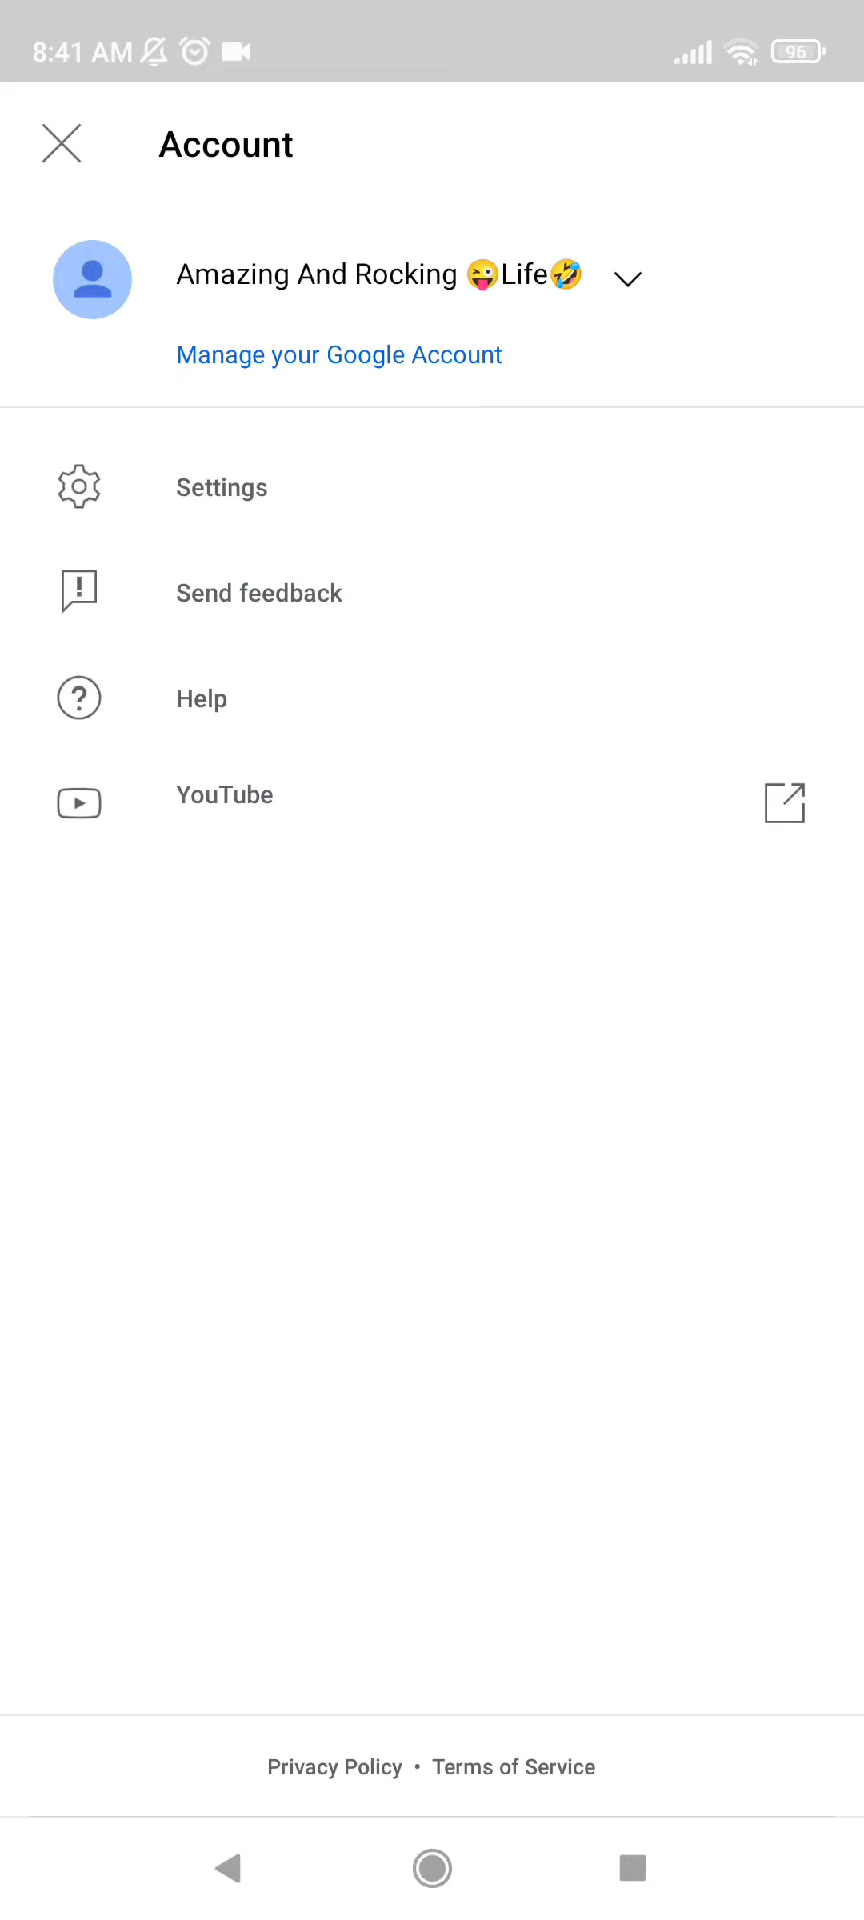 8:41 AM
96
Account
Amazing And Rocking 😜Life🤣
Manage your Google Account
Settings
Send feedback
Help
YouTube
Privacy Policy • Terms of Service